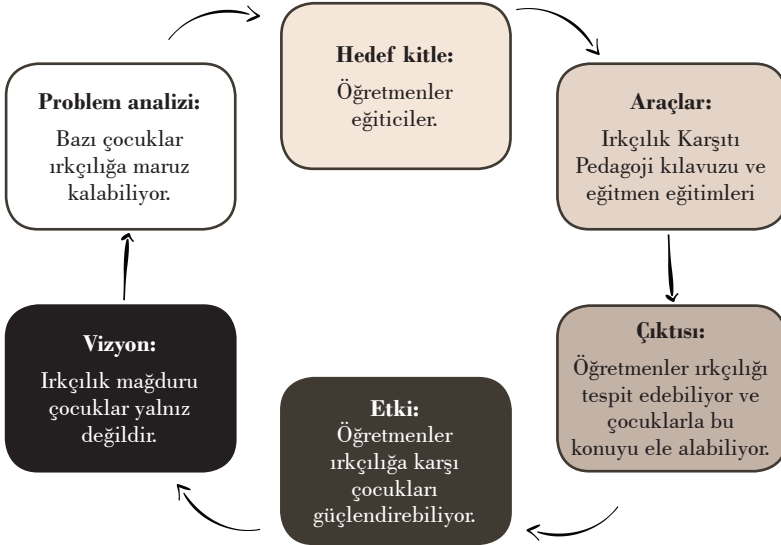 Problem analizi:
Bazı çocuklar
ırkçılığa maruz
kalabiliyor.
Hedef kitle:
Öğretmenler
eğiticiler.
Araçlar:
Irkçılık Karşıtı
Pedagoji kılavuzu ve
eğitmen eğitimleri
Çıktısı:
Öğretmenler ırkçılığı
tespit edebiliyor ve
çocuklarla bu
konuyu ele alabiliyor.
Etki:
Öğretmenler
ırkçılığa karşı
çocukları
güçlendirebiliyor.
Vizyon:
Irkçılık mağduru
çocuklar yalnız
değildir.